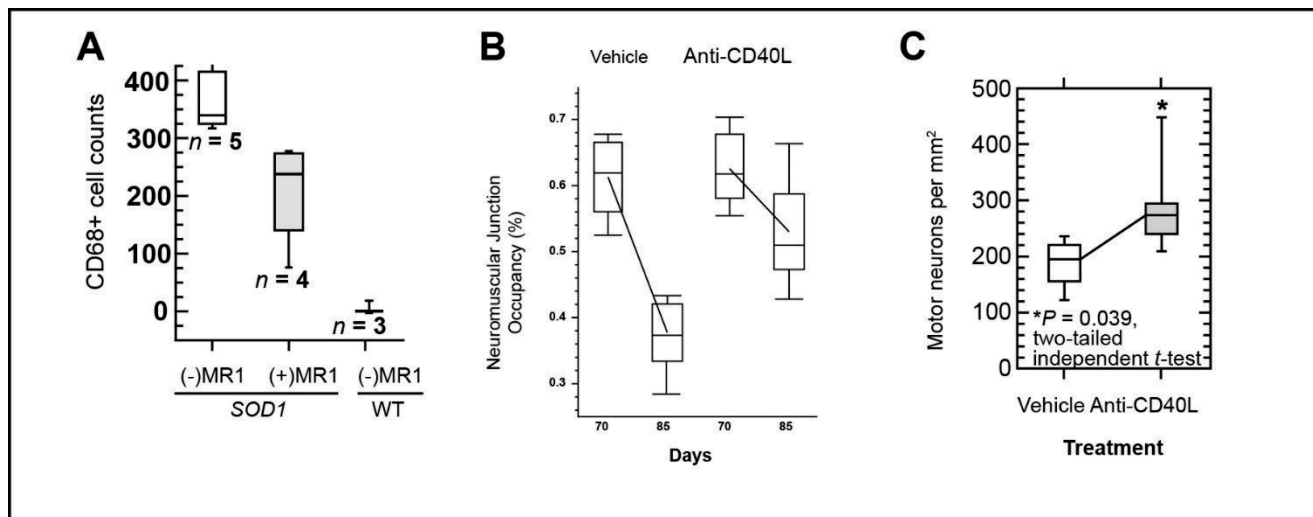 A
CD68+ cell counts
400
300
200
100
0
n = 5
n = 4
n = 3
(-)MR1 (+)MR1 (-)MR1
SOD1 WT
B
Vehicle Anti-CD40L
Neuromuscular Junction
Occupancy (%)
0.7
0.6
0.5
0.4
0.3
70 85 70 85
Days
C
Motor neurons per mm²
500
400
300
200
100
0
*
*P = 0.039,
two-tailed
independent t-test
Vehicle Anti-CD40L
Treatment